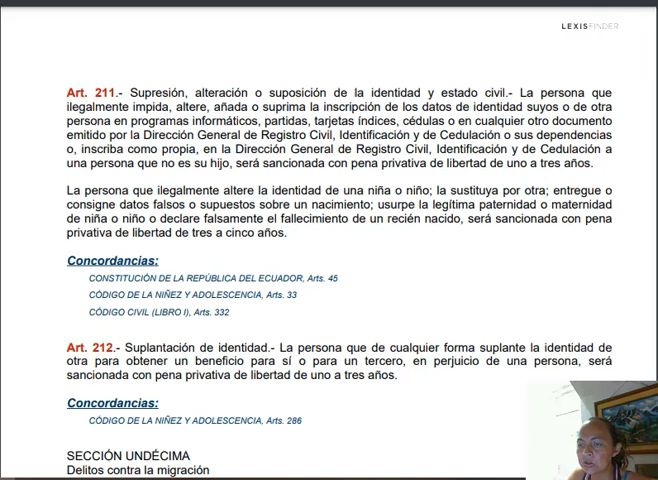 LEXISFINDER
Art. 211.- Supresión, alteración o suposición de la identidad y estado civil.- La persona que
ilegalmente impida, altere, añada o suprima la inscripción de los datos de identidad suyos o de otra
persona en programas informáticos, partidas, tarjetas índices, cédulas o en cualquier otro documento
emitido por la Dirección General de Registro Civil, Identificación y de Cedulación o sus dependencias
o, inscriba como propia, en la Dirección General de Registro Civil, Identificación y de Cedulación a
una persona que no es su hijo, será sancionada con pena privativa de libertad de uno a tres años.
La persona que ilegalmente altere la identidad de una niña o niño; la sustituya por otra; entregue o
consigne datos falsos o supuestos sobre un nacimiento; usurpe la legítima paternidad o maternidad
de niña o niño o declare falsamente el fallecimiento de un recién nacido, será sancionada con pena
privativa de libertad de tres a cinco años.
Concordancias:
CONSTITUCIÓN DE LA REPÚBLICA DEL ECUADOR, Arts. 45
CÓDIGO DE LA NIÑEZ Y ADOLESCENCIA, Arts. 33
CÓDIGO CIVIL (LIBRO I), Arts. 332
Art. 212.- Suplantación de identidad.- La persona que de cualquier forma suplante la identidad de
otra para obtener un beneficio para sí o para un tercero, en perjuicio de una persona, será
sancionada con pena privativa de libertad de uno a tres años.
Concordancias:
CÓDIGO DE LA NIÑEZ Y ADOLESCENCIA, Arts. 286
SECCIÓN UNDÉCIMA
Delitos contra la migración